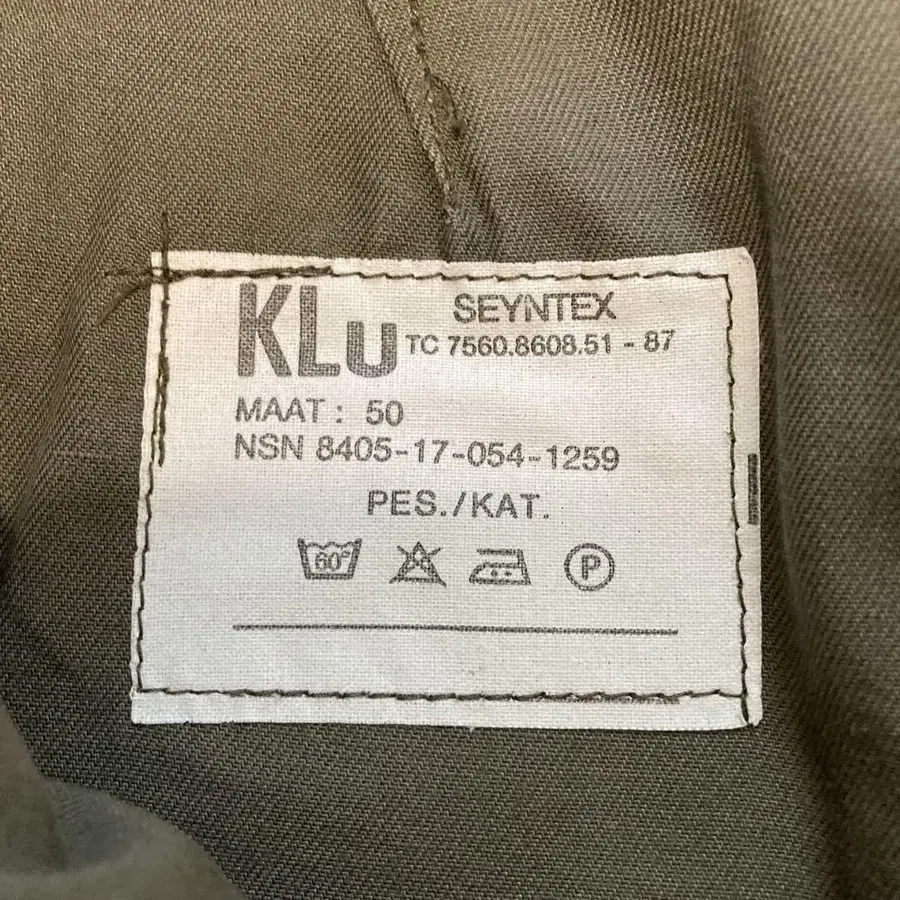 KLu SEYNTEX
TC 7560.8608.51 - 87
MAAT : 50
NSN 8405-17-054-1259
PES./KAT.
60° P